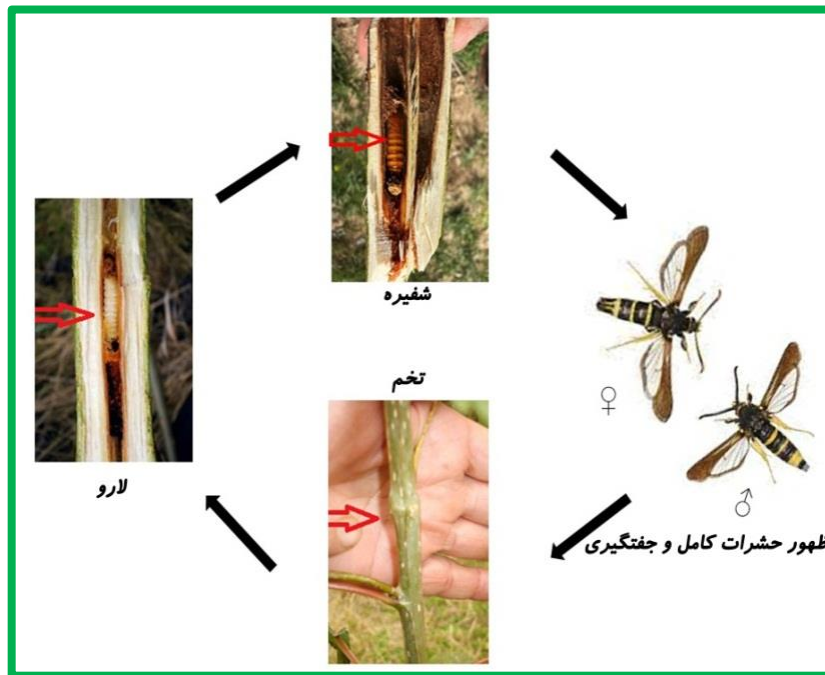 شفیره
تخم
لارو
♀
♂
ظهور حشرات کامل و جفتگیری